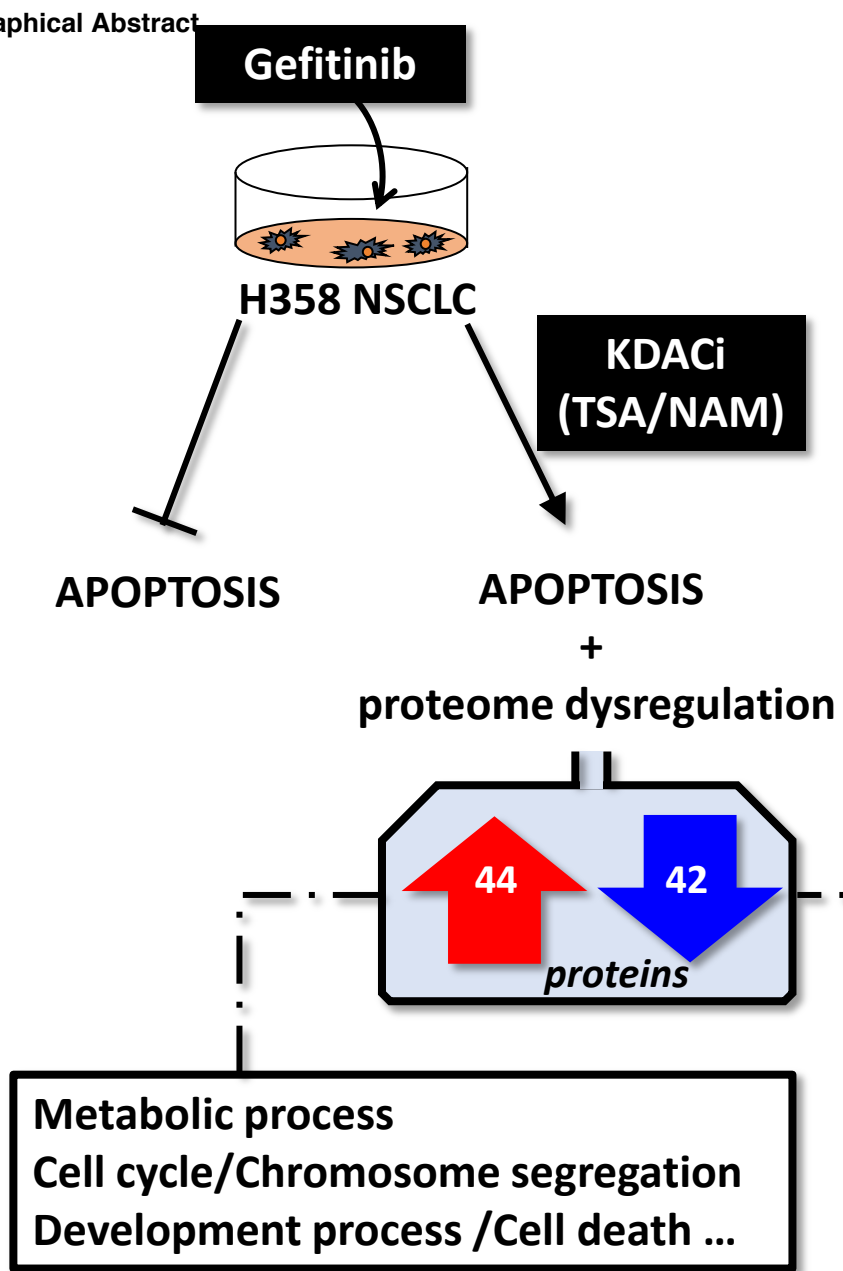 aphical Abstract
Gefitinib
H358 NSCLC
KDACi
(TSA/NAM)
APOPTOSIS
APOPTOSIS
+
proteome dysregulation
44
42
proteins
Metabolic process
Cell cycle/Chromosome segregation
Development process /Cell death ...